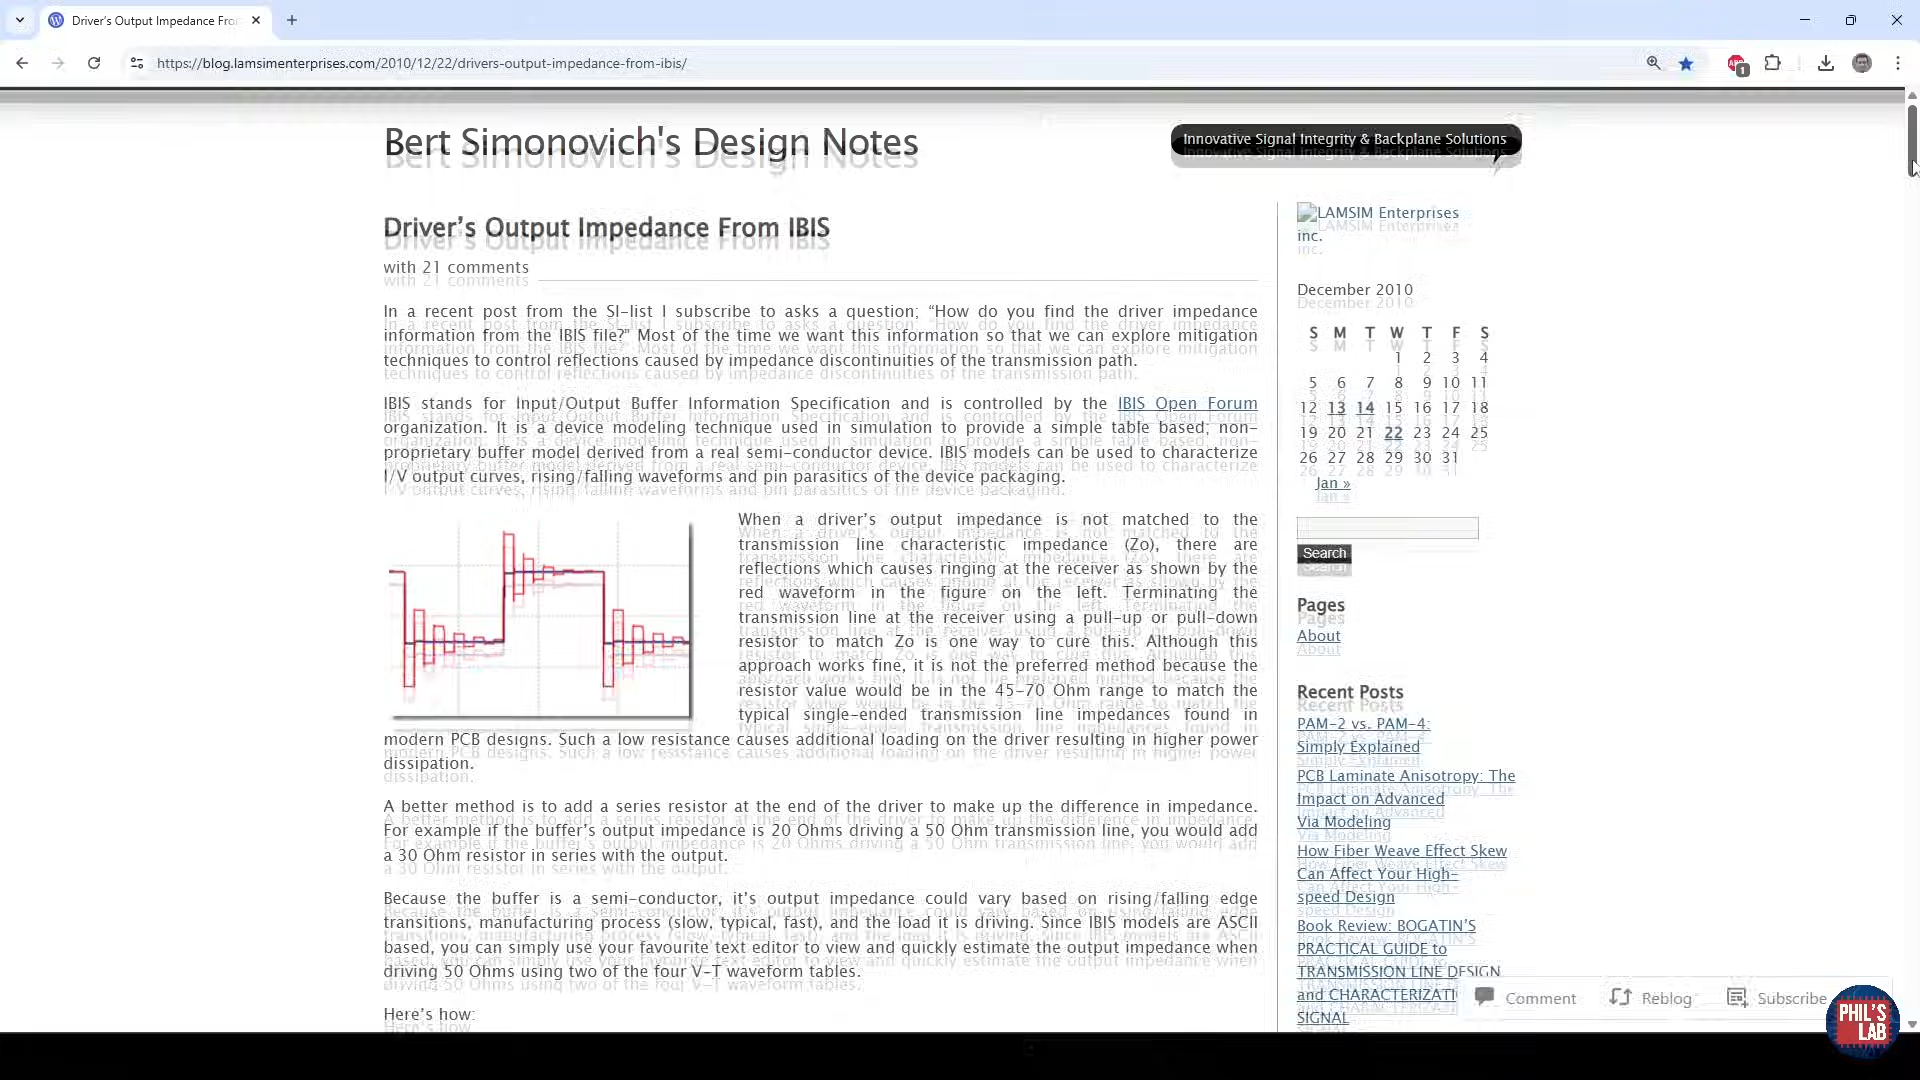 Driver's Output Impedance Fro
https://blog.lamsimenterprises.com/2010/12/22/drivers-output-impedance-from-ibis/
ABP
1
Bert Simonovich's Design Notes
Innovative Signal Integrity & Backplane Solutions
Driver's Output Impedance From IBIS
with 21 comments
In a recent post from the SI-list I subscribe to asks a question; “How do you find the driver impedance
information from the IBIS file?” Most of the time we want this information so that we can explore mitigation
techniques to control reflections caused by impedance discontinuities of the transmission path.
IBIS stands for Input/Output Buffer Information Specification and is controlled by the IBIS Open Forum
organization. It is a device modeling technique used in simulation to provide a simple table based; non-
proprietary buffer model derived from a real semi-conductor device. IBIS models can be used to characterize
I/V output curves, rising/falling waveforms and pin parasitics of the device packaging.
When a driver's output impedance is not matched to the
transmission line characteristic impedance (Zo), there are
reflections which causes ringing at the receiver as shown by the
red waveform in the figure on the left. Terminating the
transmission line at the receiver using a pull-up or pull-down
resistor to match Zo is one way to cure this. Although this
approach works fine, it is not the preferred method because the
resistor value would be in the 45-70 Ohm range to match the
typical single-ended transmission line impedances found in
modern PCB designs. Such a low resistance causes additional loading on the driver resulting in higher power
dissipation.
A better method is to add a series resistor at the end of the driver to make up the difference in impedance.
For example if the buffer's output impedance is 20 Ohms driving a 50 Ohm transmission line, you would add
a 30 Ohm resistor in series with the output.
Because the buffer is a semi-conductor, it's output impedance could vary based on rising/falling edge
transitions, manufacturing process (slow, typical, fast), and the load it is driving. Since IBIS models are ASCII
based, you can simply use your favourite text editor to view and quickly estimate the output impedance when
driving 50 Ohms using two of the four V-T waveform tables.
Here's how:
LAMSIM Enterprises
inc.
December 2010
S M T W T F S
1 2 3 4
5 6 7 8 9 10 11
12 13 14 15 16 17 18
19 20 21 22 23 24 25
26 27 28 29 30 31
Jan »
Search
Pages
About
Recent Posts
PAM-2 vs. PAM-4:
Simply Explained
PCB Laminate Anisotropy: The
Impact on Advanced
Via Modeling
How Fiber Weave Effect Skew
Can Affect Your High-
speed Design
Book Review: BOGATIN'S
PRACTICAL GUIDE to
TRANSMISSION LINE DESIGN
and CHARACTERIZATI
SIGNAL
Comment Reblog Subscribe
PHIL'S
LAB